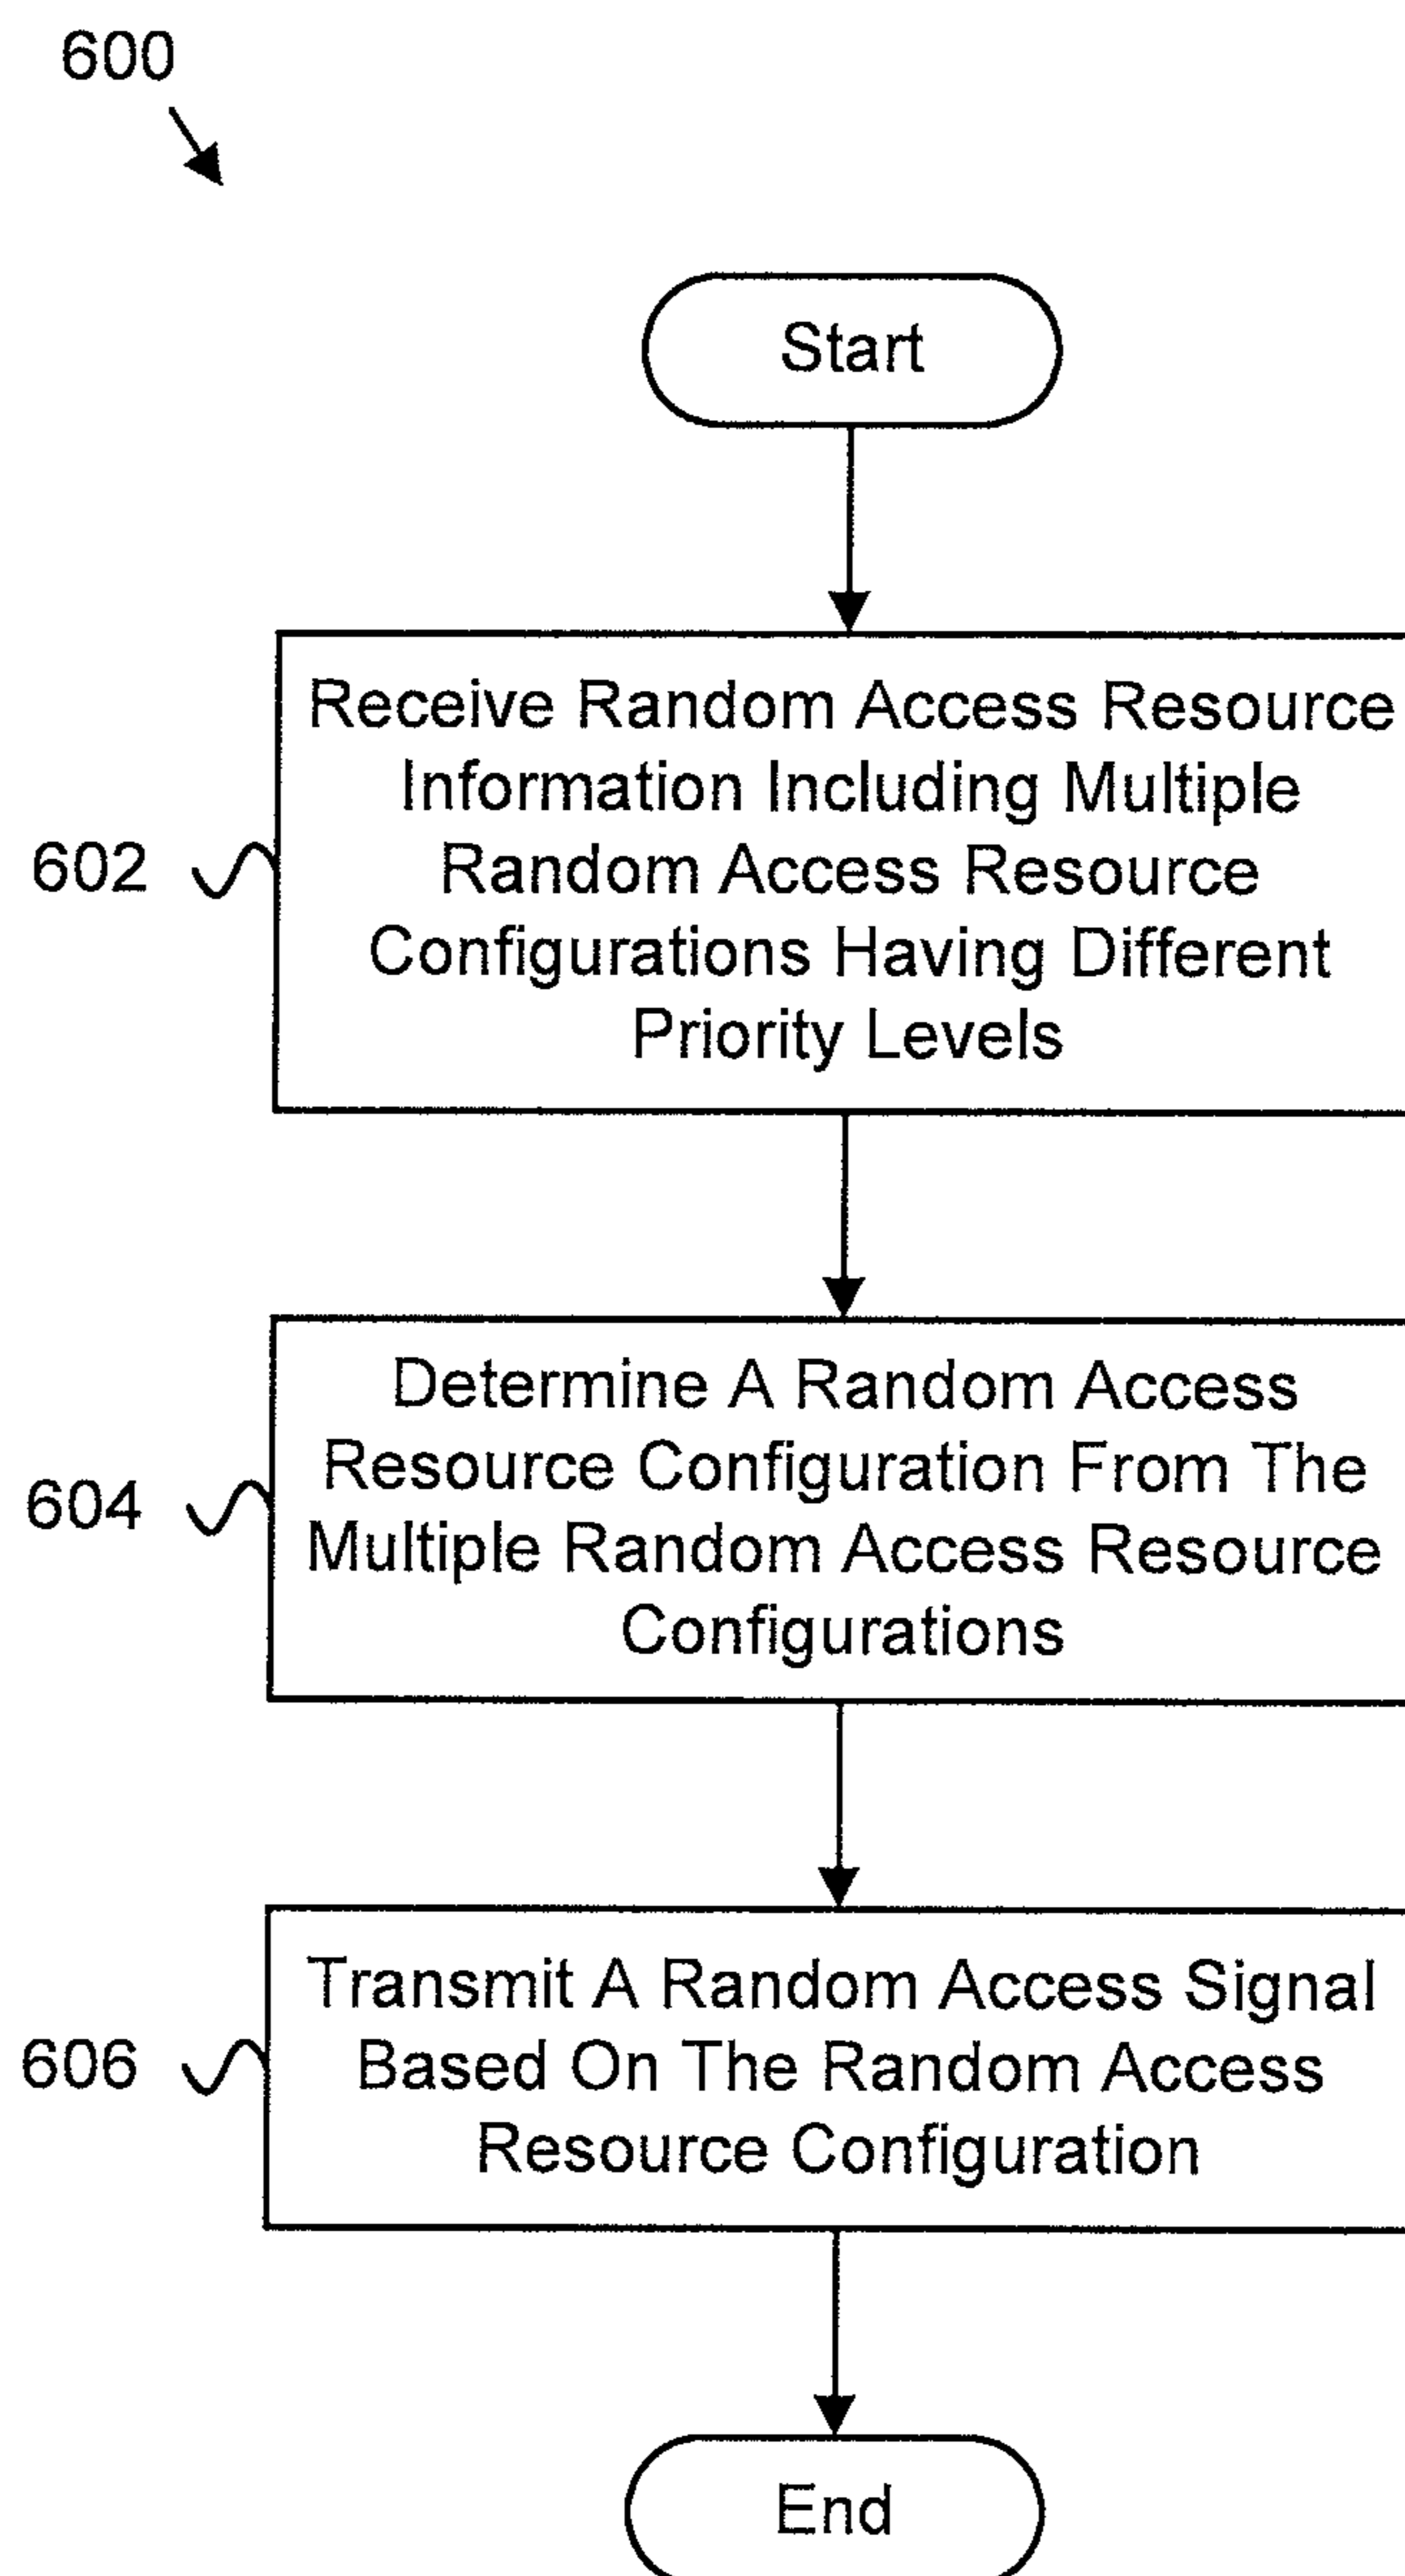 600
Start
Receive Random Access Resource
Information Including Multiple
Random Access Resource
Configurations Having Different
Priority Levels
602
Determine A Random Access
Resource Configuration From The
Multiple Random Access Resource
Configurations
604
Transmit A Random Access Signal
Based On The Random Access
Resource Configuration
606
End